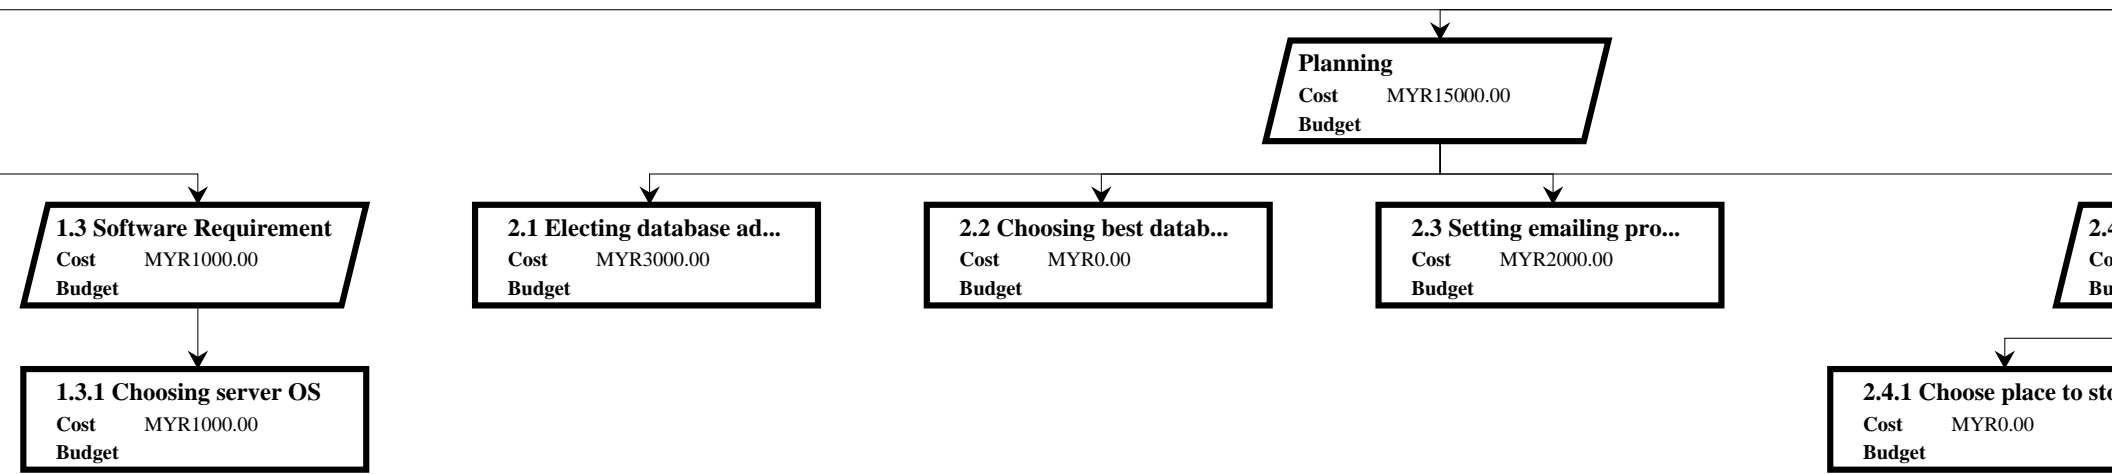 Planning
Cost MYR15000.00
Budget
1.3 Software Requirement
Cost MYR1000.00
Budget
2.1 Electing database ad...
Cost MYR3000.00
Budget
2.2 Choosing best datab...
Cost MYR0.00
Budget
2.3 Setting emailing pro...
Cost MYR2000.00
Budget
1.3.1 Choosing server OS
Cost MYR1000.00
Budget
2.4.1 Choose place to
Cost MYR0.00
Budget